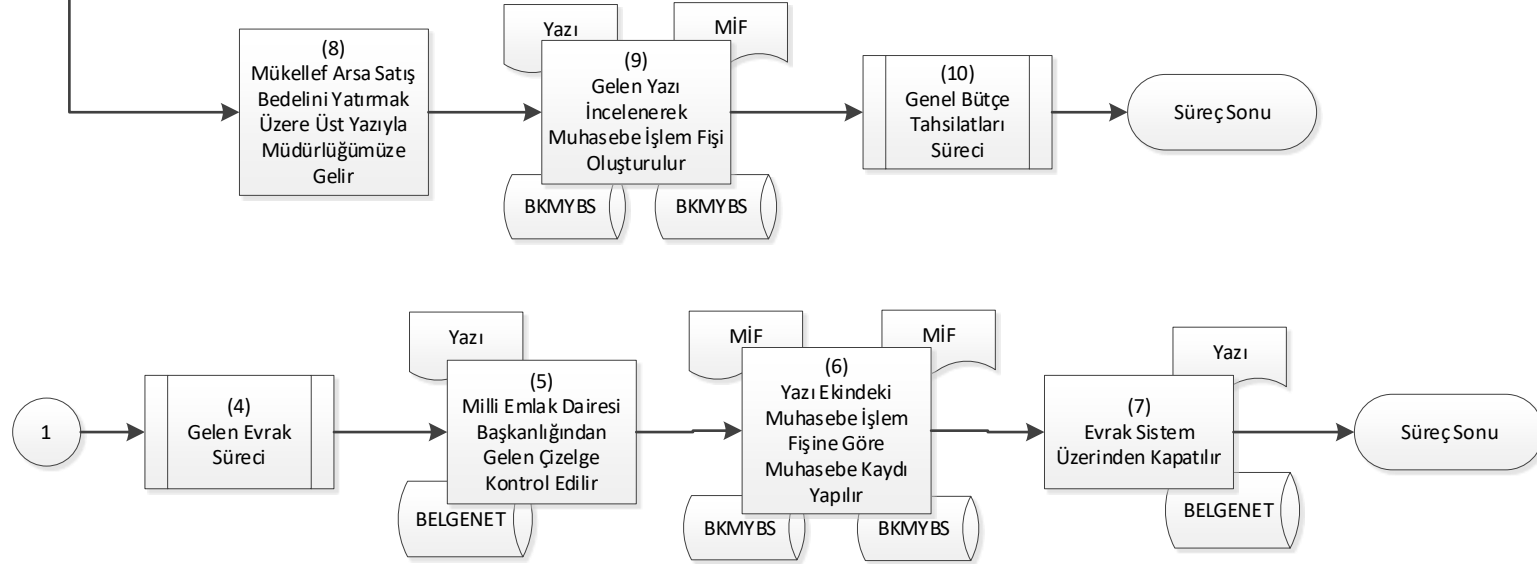 (8)
Mükellef Arsa Satış
Bedelini Yatırmak
Üzere Üst Yazıyla
Müdürlüğümüze
Gelir
Yazı
MİF
(9)
Gelen Yazı
İncelenerek
Muhasebe İşlem Fişi
Oluşturulur
BKMYBS
BKMYBS
(10)
Genel Bütçe
Tahsilatları
Süreci
Süreç Sonu
1
(4)
Gelen Evrak
Süreci
Yazı
(5)
Milli Emlak Dairesi
Başkanlığından
Gelen Çizelge
Kontrol Edilir
BELGENET
MİF
MİF
(6)
Yazı Ekindeki
Muhasebe İşlem
Fişine Göre
Muhasebe Kaydı
Yapılır
BKMYBS
BKMYBS
Yazı
(7)
Evrak Sistem
Üzerinden Kapatılır
BELGENET
Süreç Sonu